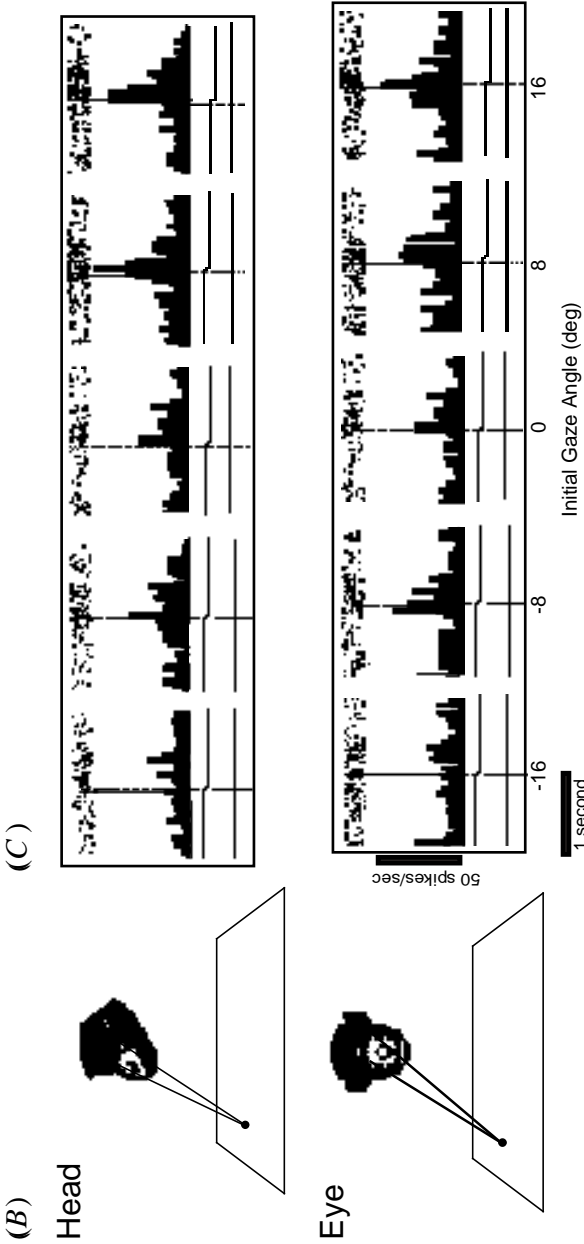 (B)
(C)
Head
Eye
50 spikes/sec
-16
-8
0
8
16
Initial Gaze Angle (deg)
1 second